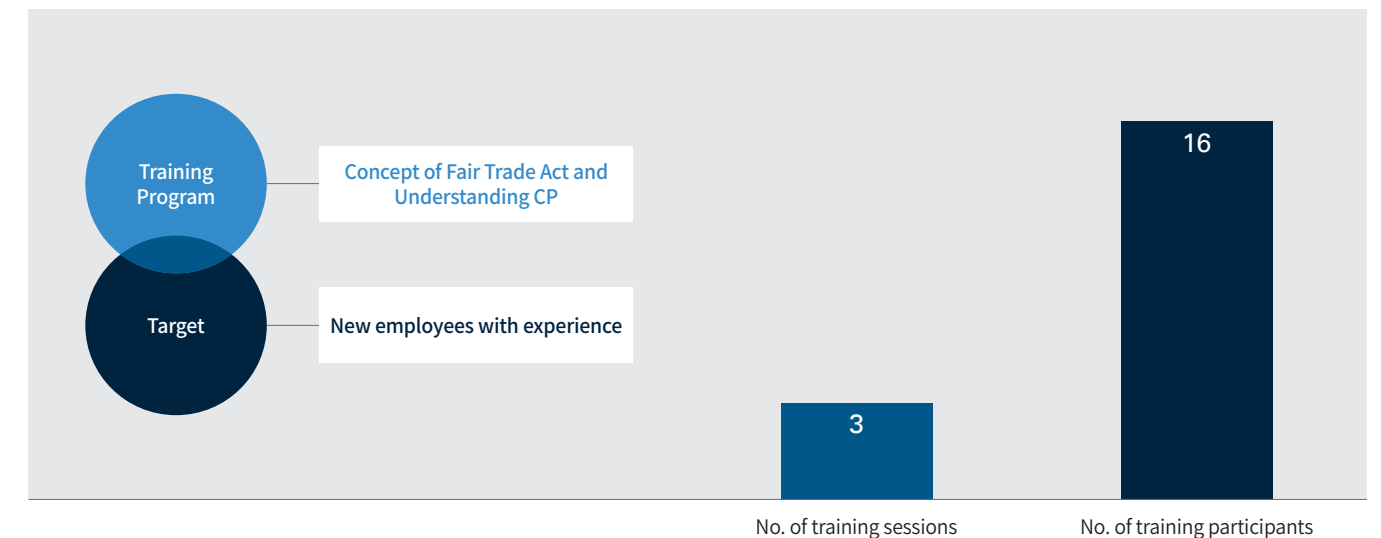 Training
Program
Concept of Fair Trade Act and
Understanding CP
Target
New employees with experience
3
16
No. of training sessions
No. of training participants